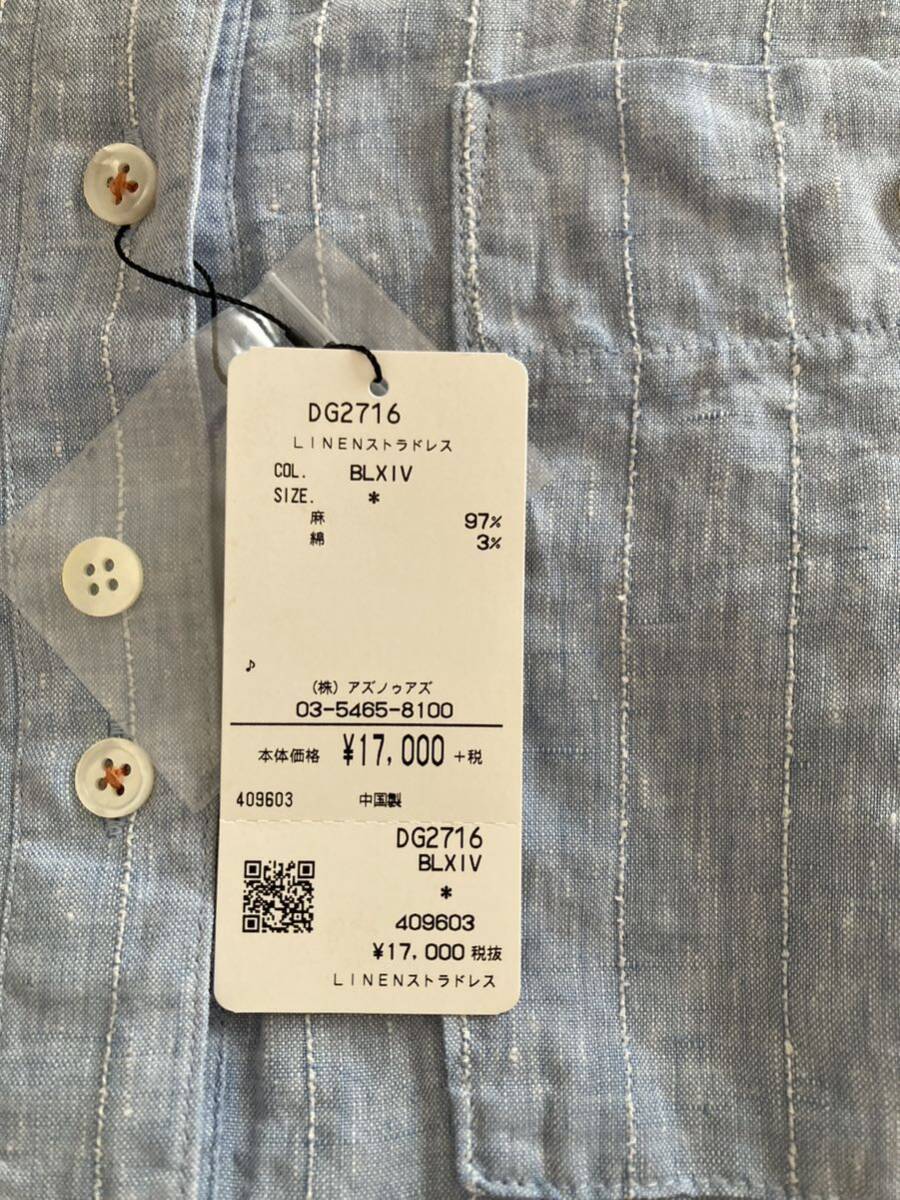 DG2716
LINENストラドレス
COL. BLXIV
SIZE. *
麻 97%
綿 3%
♪
(株) アズノゥアズ
03-5465-8100
本体価格 ¥17,000 +税
409603 中国製
DG2716
BLXIV
*
409603
¥17,000 税抜
LINENストラドレス